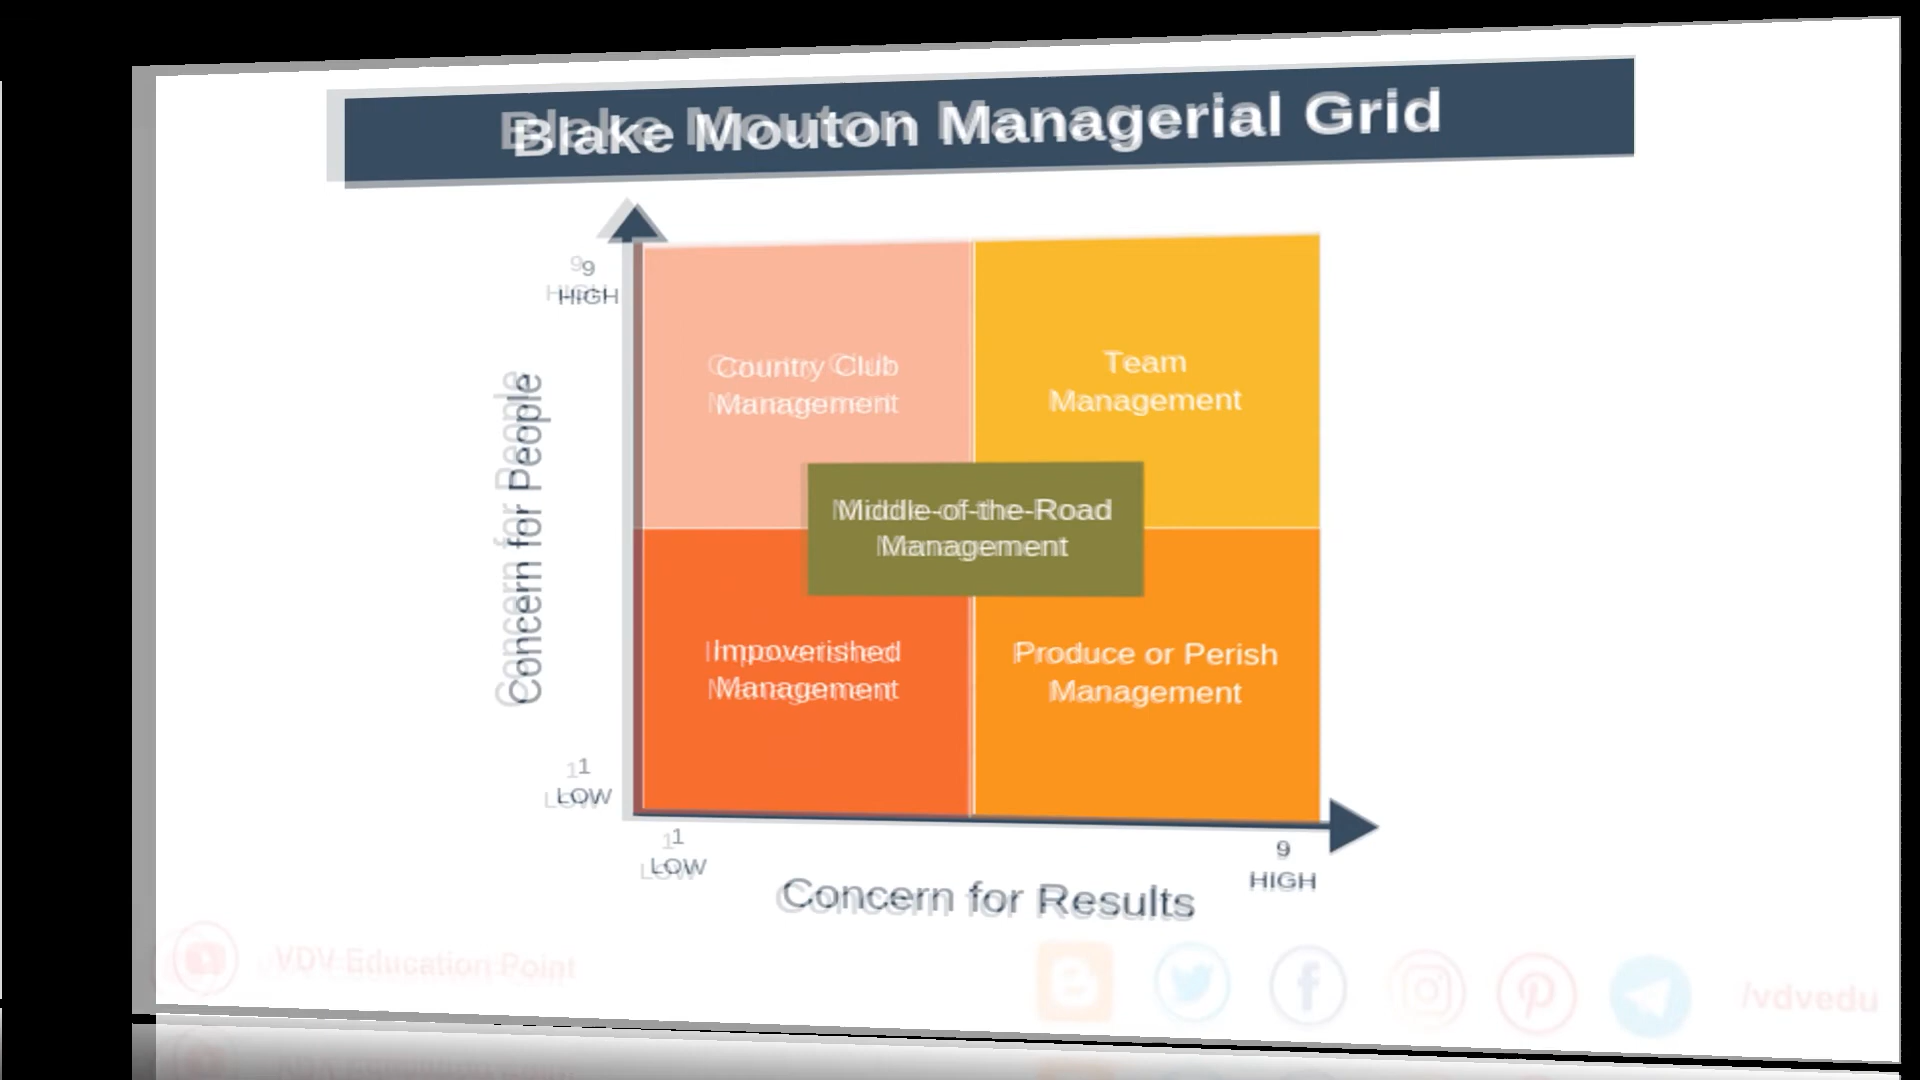 Blake Mouton Managerial Grid
9
HIGH
Country Club
Management
Team
Management
Concern for People
Middle-of-the-Road
Management
Impoverished
Management
Produce or Perish
Management
1
LOW
1
LOW
9
HIGH
Concern for Results
VDV Education Point
/vdvedu